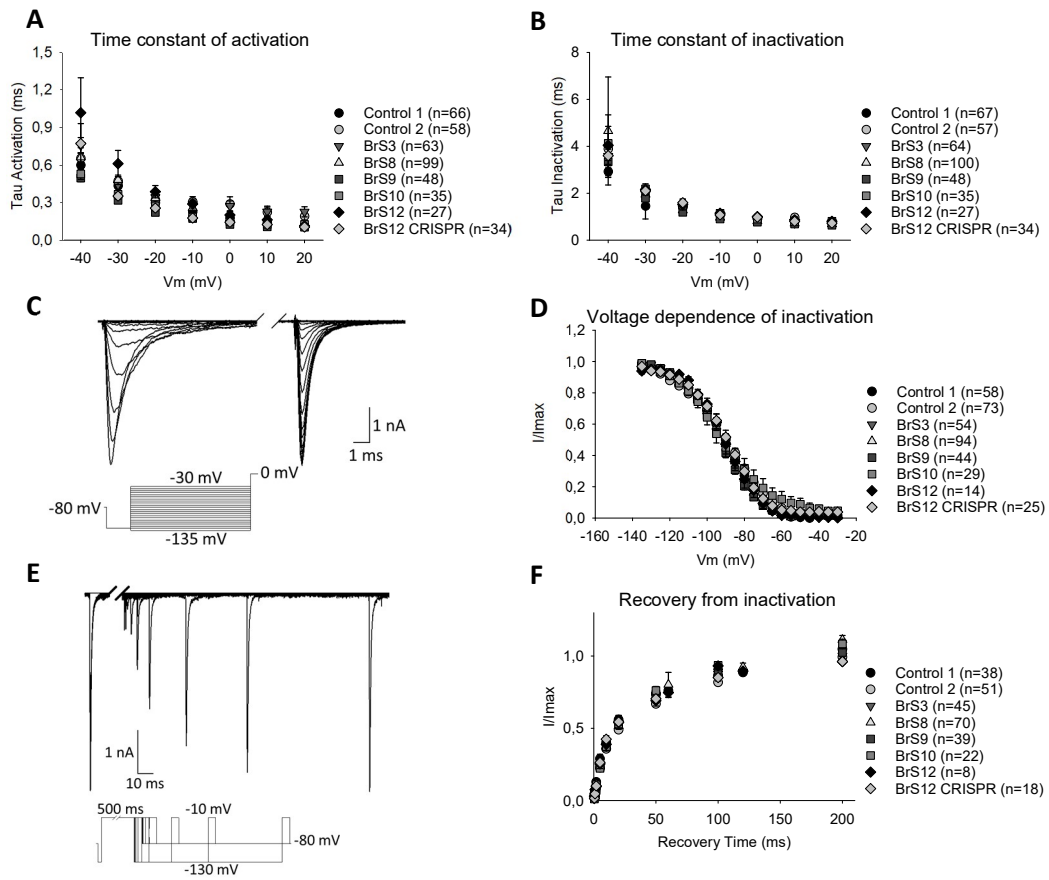 A
Time constant of activation
Tau Activation (ms)
1,5
1,2
0,9
0,6
0,3
0,0
-40 -30 -20 -10 0 10 20
Vm (mV)
Control 1 (n=66)
Control 2 (n=58)
BrS3 (n=63)
BrS8 (n=99)
BrS9 (n=48)
BrS10 (n=35)
BrS12 (n=27)
BrS12 CRISPR (n=34)
B
Time constant of inactivation
Tau Inactivation (ms)
8
6
4
2
0
-40 -30 -20 -10 0 10 20
Vm (mV)
Control 1 (n=67)
Control 2 (n=57)
BrS3 (n=64)
BrS8 (n=100)
BrS9 (n=48)
BrS10 (n=35)
BrS12 (n=27)
BrS12 CRISPR (n=34)
C
1 nA
1 ms
-30 mV
0 mV
-80 mV
-135 mV
D
Voltage dependence of inactivation
I/Imax
1,2
1,0
0,8
0,6
0,4
0,2
0,0
-160 -140 -120 -100 -80 -60 -40 -20
Vm (mV)
Control 1 (n=58)
Control 2 (n=73)
BrS3 (n=54)
BrS8 (n=94)
BrS9 (n=44)
BrS10 (n=29)
BrS12 (n=14)
BrS12 CRISPR (n=25)
E
1 nA
10 ms
500 ms
-10 mV
-80 mV
-130 mV
F
Recovery from inactivation
I/Imax
1,0
0,5
0,0
0 50 100 150 200
Recovery Time (ms)
Control 1 (n=38)
Control 2 (n=51)
BrS3 (n=45)
BrS8 (n=70)
BrS9 (n=39)
BrS10 (n=22)
BrS12 (n=8)
BrS12 CRISPR (n=18)